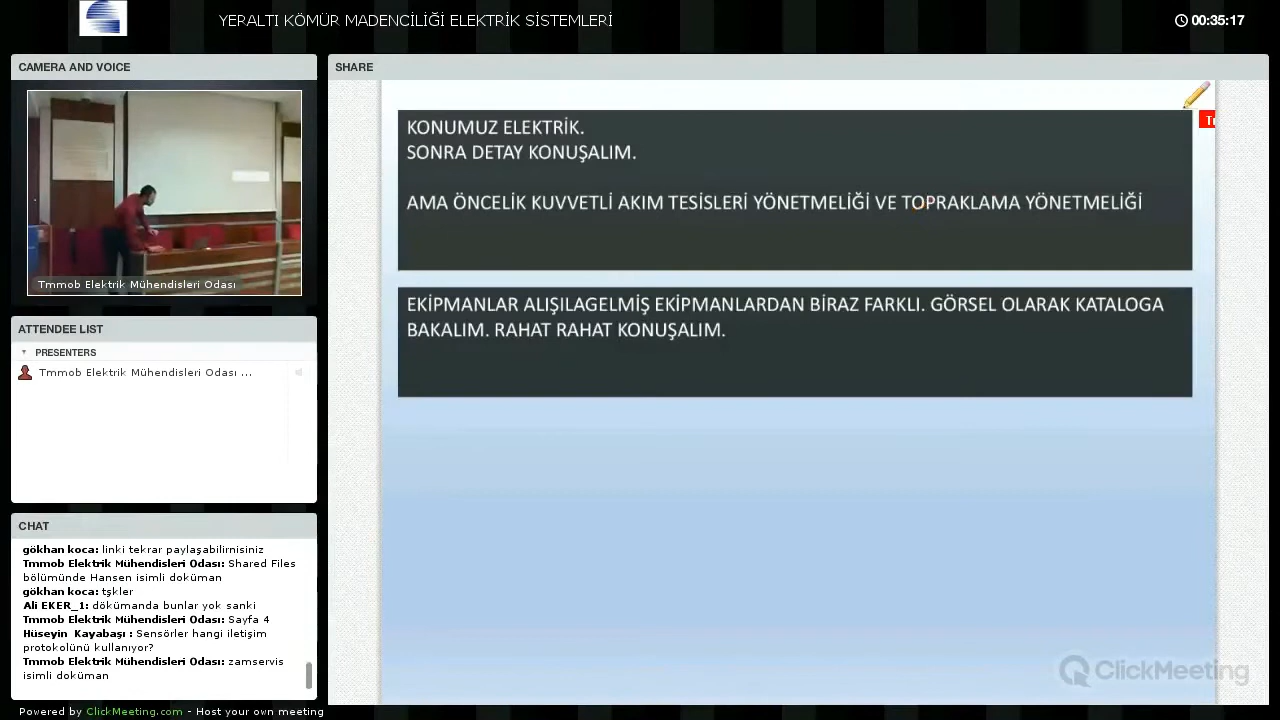 YERALTI KÖMÜR MADENCİLİĞİ ELEKTRİK SİSTEMLERİ
00:35:17
CAMERA AND VOICE
Tmmob Elektrik Mühendisleri Odası
ATTENDEE LIST
PRESENTERS
Tmmob Elektrik Mühendisleri Odası ...
CHAT
gökhan koca: linki tekrar paylaşabilirmisiniz
Tmmob Elektrik Mühendisleri Odası: Shared Files
bölümünde Hansen isimli doküman
gökhan koca: tşkler
Ali EKER_1: dökümanda bunlar yok sanki
Tmmob Elektrik Mühendisleri Odası: Sayfa 4
Hüseyin Kayabaşı : Sensörler hangi iletişim
protokolünü kullanıyor?
Tmmob Elektrik Mühendisleri Odası: zamservis
isimli doküman
Powered by ClickMeeting.com - Host your own meeting
SHARE
KONUMUZ ELEKTRİK.
SONRA DETAY KONUŞALIM.
AMA ÖNCELİK KUVVETLİ AKIM TESİSLERİ YÖNETMELİĞİ VE TOPRAKLAMA YÖNETMELİĞİ
EKİPMANLAR ALIŞILAGELMİŞ EKİPMANLARDAN BİRAZ FARKLI. GÖRSEL OLARAK KATALOGA
BAKALIM. RAHAT RAHAT KONUŞALIM.
ClickMeeting